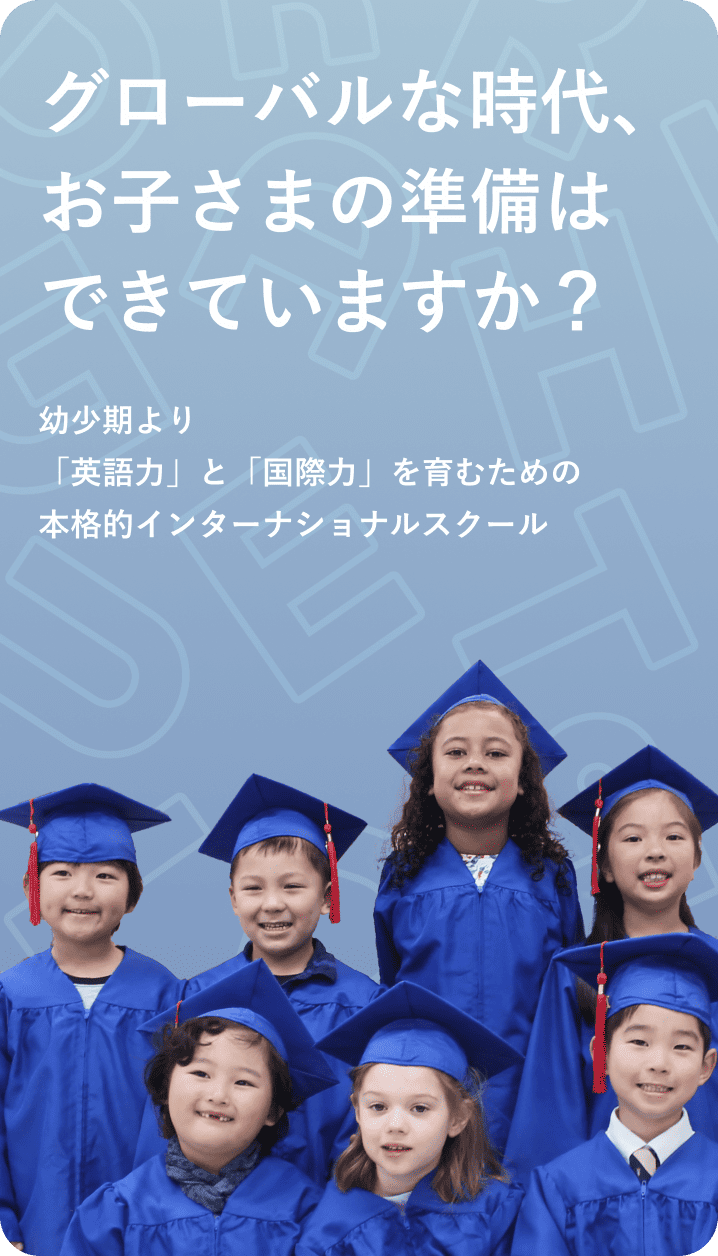 グローバルな時代、
お子さまの準備は
できていますか？
幼少期より
「英語力」と「国際力」を育むための
本格的インターナショナルスクール